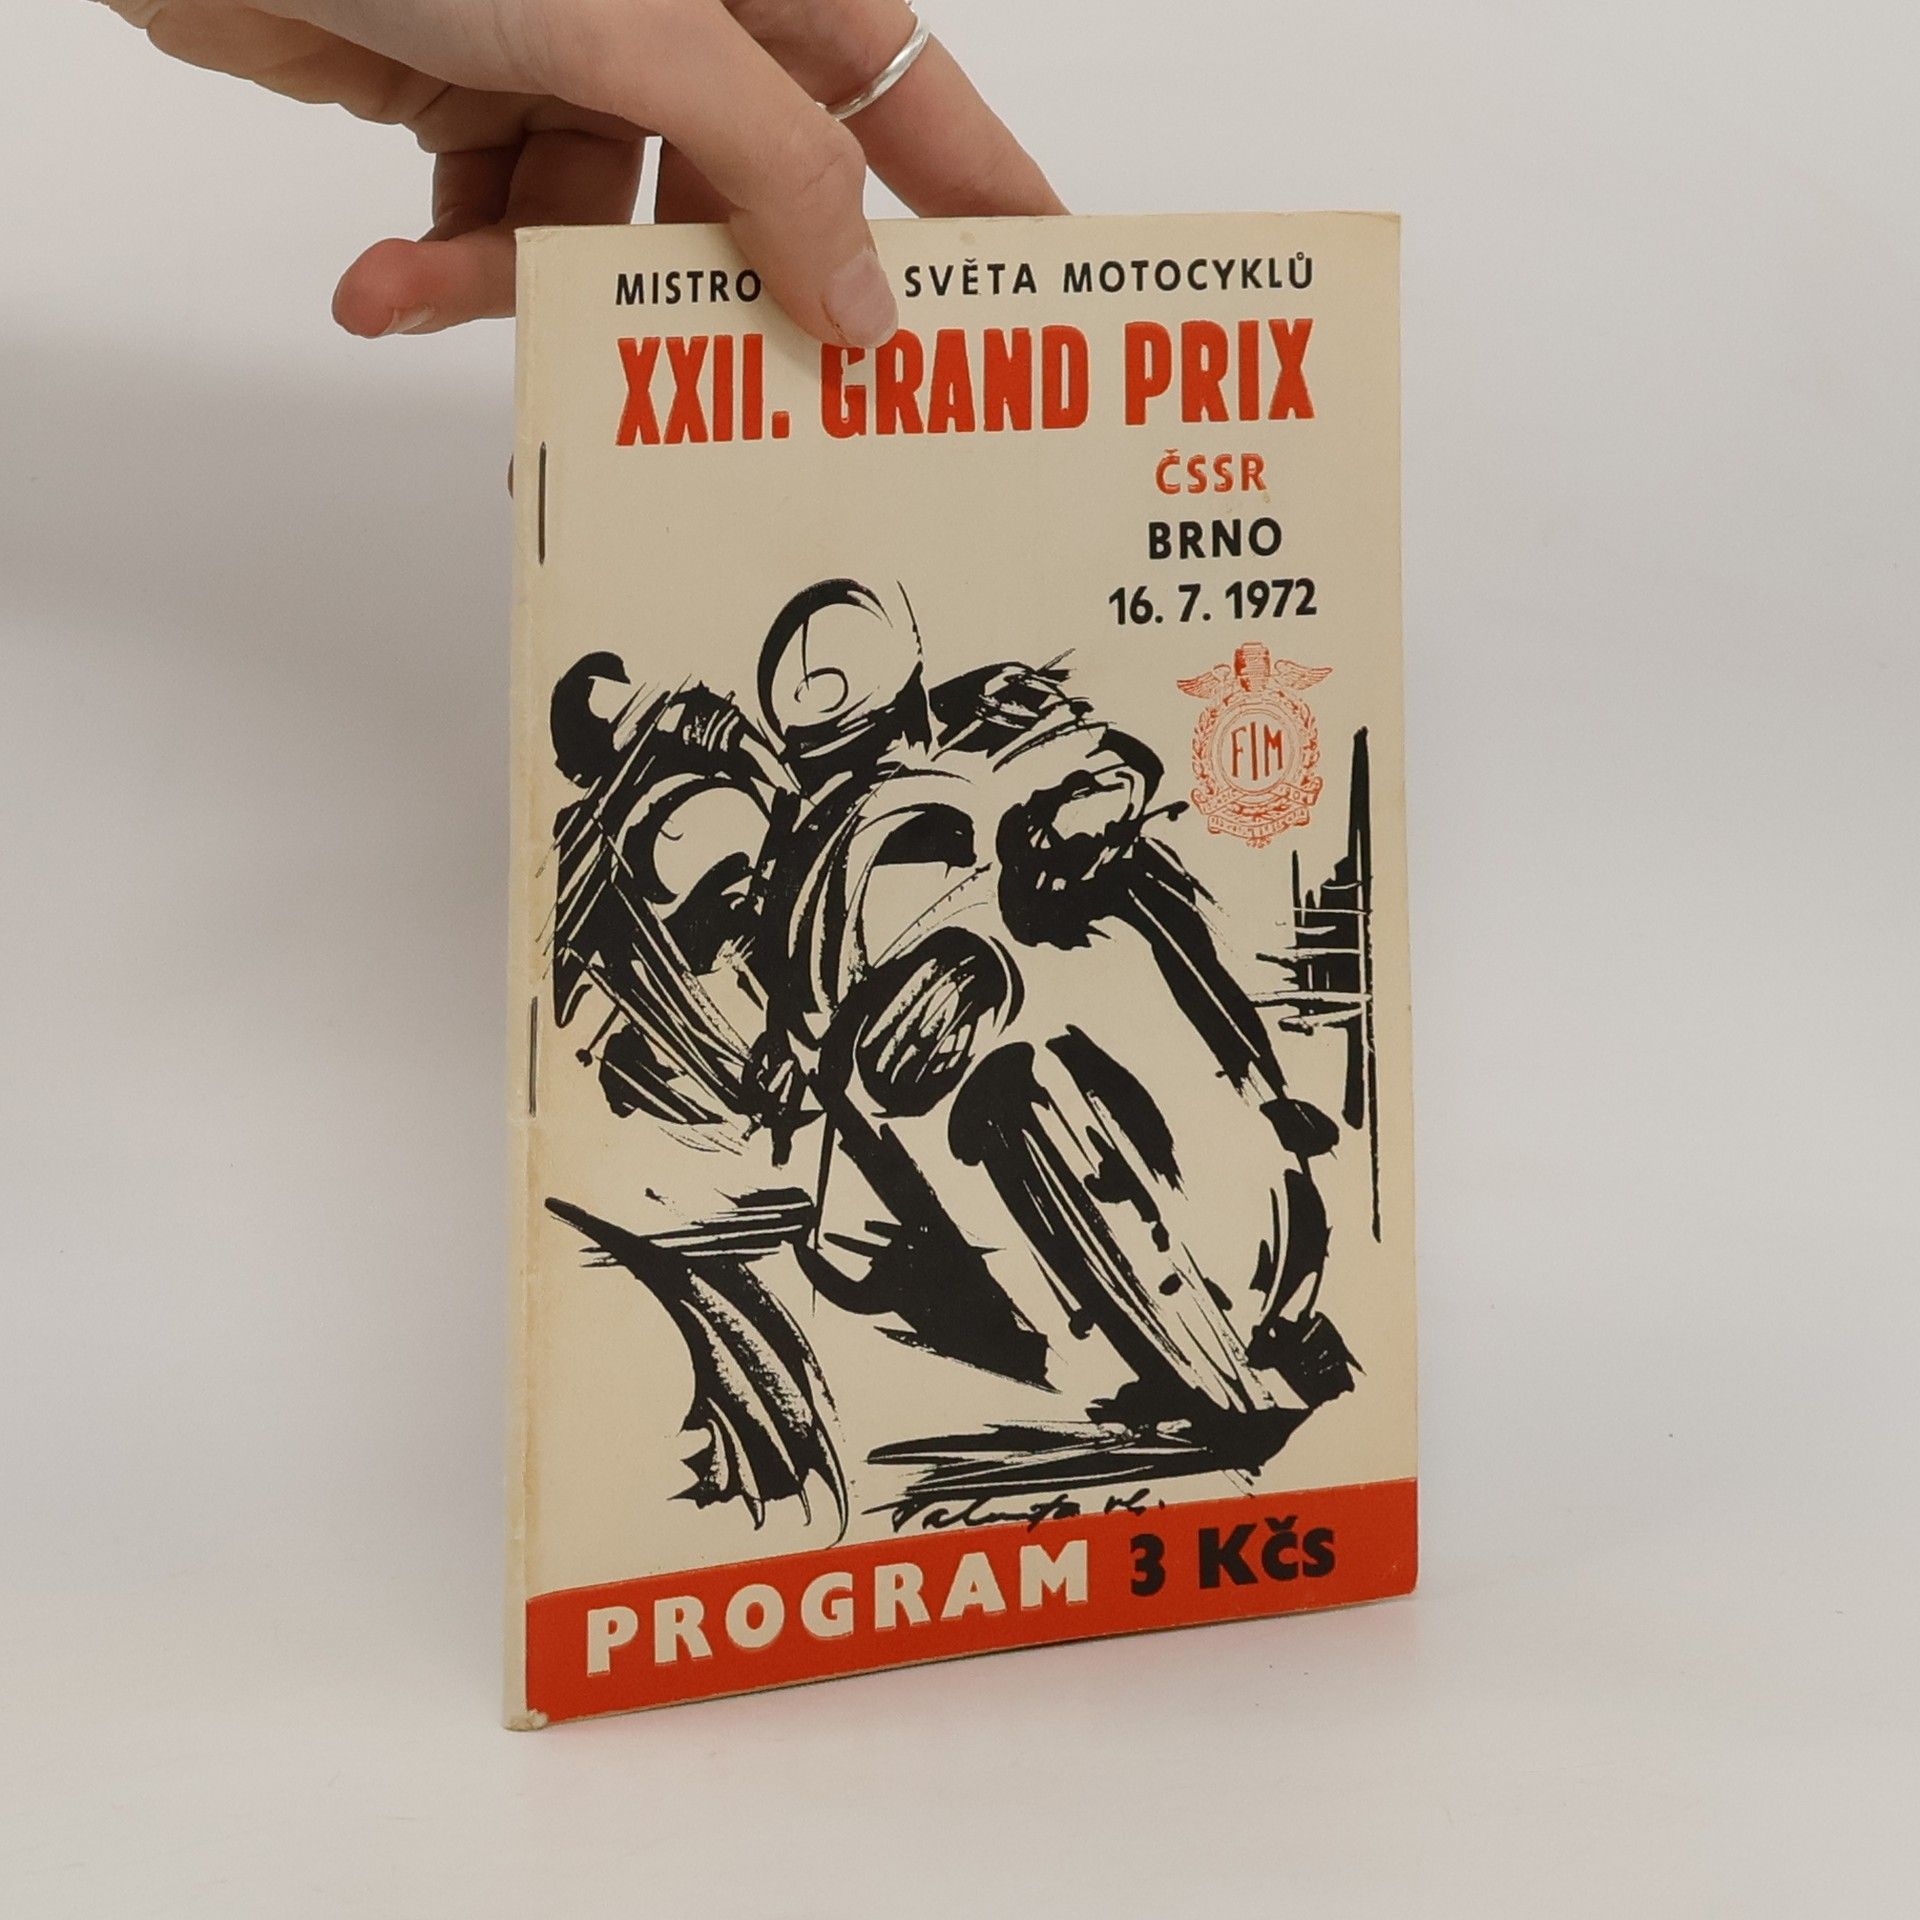 MISTRO SVĚTA MOTOCYKLŮ
XXII. GRAND PRIX
ČSSR
BRNO
16. 7. 1972
FIM
PROGRAM 3 Kčs